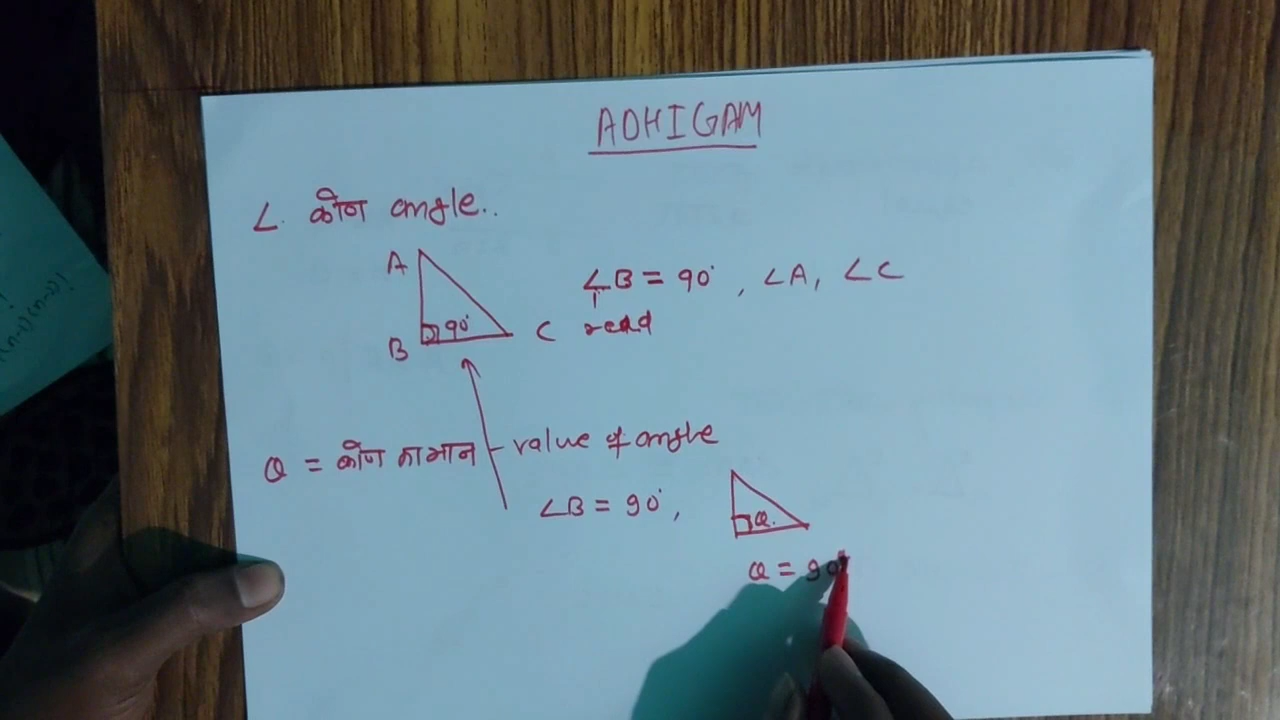 ADHIGAM
∠. कोण angle..
A
∠B = 90°, ∠A, ∠C
90°
B
C
read
Q = कोण का मान - value of angle
∠B = 90°,
Q.
Q = 90°